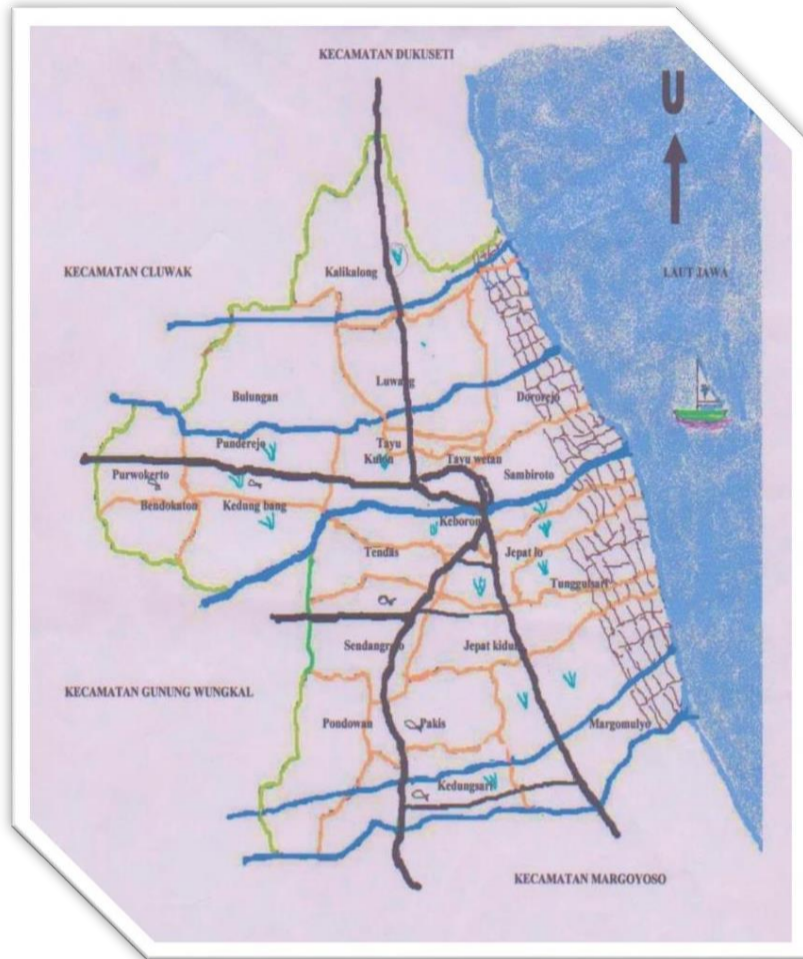 KECAMATAN DUKUSETI
U
KECAMATAN CLUWAK
Kalikalong
LAUT JAWA
Luwang
Bulungan
Dororejo
Punderejo
Tayu
Kulon
Tayu wetan
Purwokerto
Sambiroto
Bendokaton
Kedung bang
Keboron
Tendas
Jepat lo
Tunggulsari
Sendangrejo
Jepat kidul
KECAMATAN GUNUNG WUNGKAL
Pondowan
Pakis
Margomulyo
Kedungsari
KECAMATAN MARGOYOSO